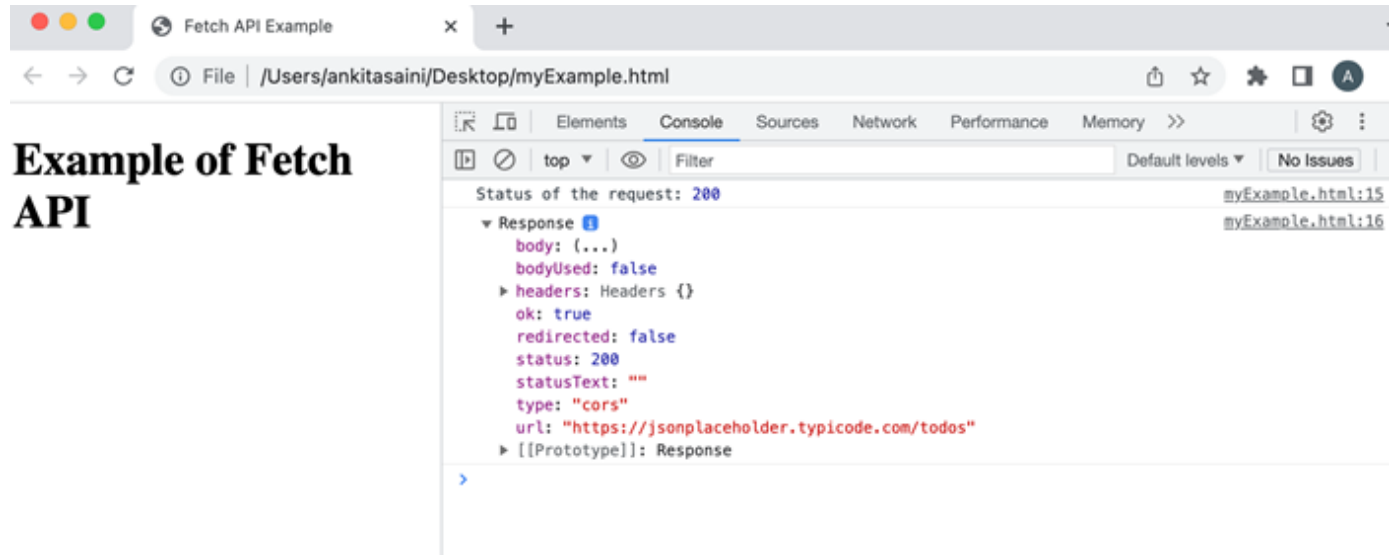 Fetch API Example
File | /Users/ankitasaini/Desktop/myExample.html
A
Example of Fetch
API
Elements Console Sources Network Performance Memory
top Filter Default levels No Issues
Status of the request: 200 myExample.html:15
Response i myExample.html:16
body: (...)
bodyUsed: false
headers: Headers {}
ok: true
redirected: false
status: 200
statusText: ""
type: "cors"
url: "https://jsonplaceholder.typicode.com/todos"
[[Prototype]]: Response